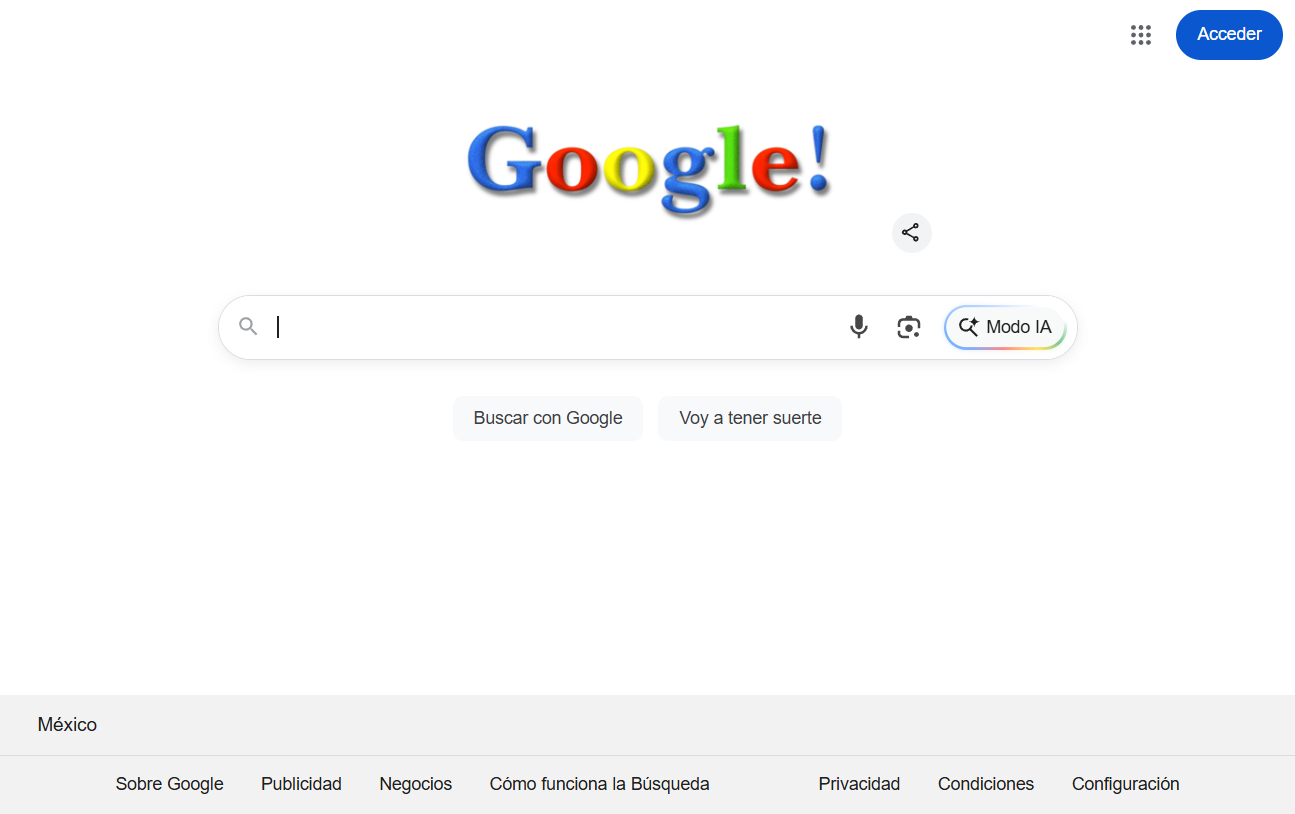 Acceder
Google!
Modo IA
Buscar con Google Voy a tener suerte
México
Sobre Google Publicidad Negocios Cómo funciona la Búsqueda Privacidad Condiciones Configuración